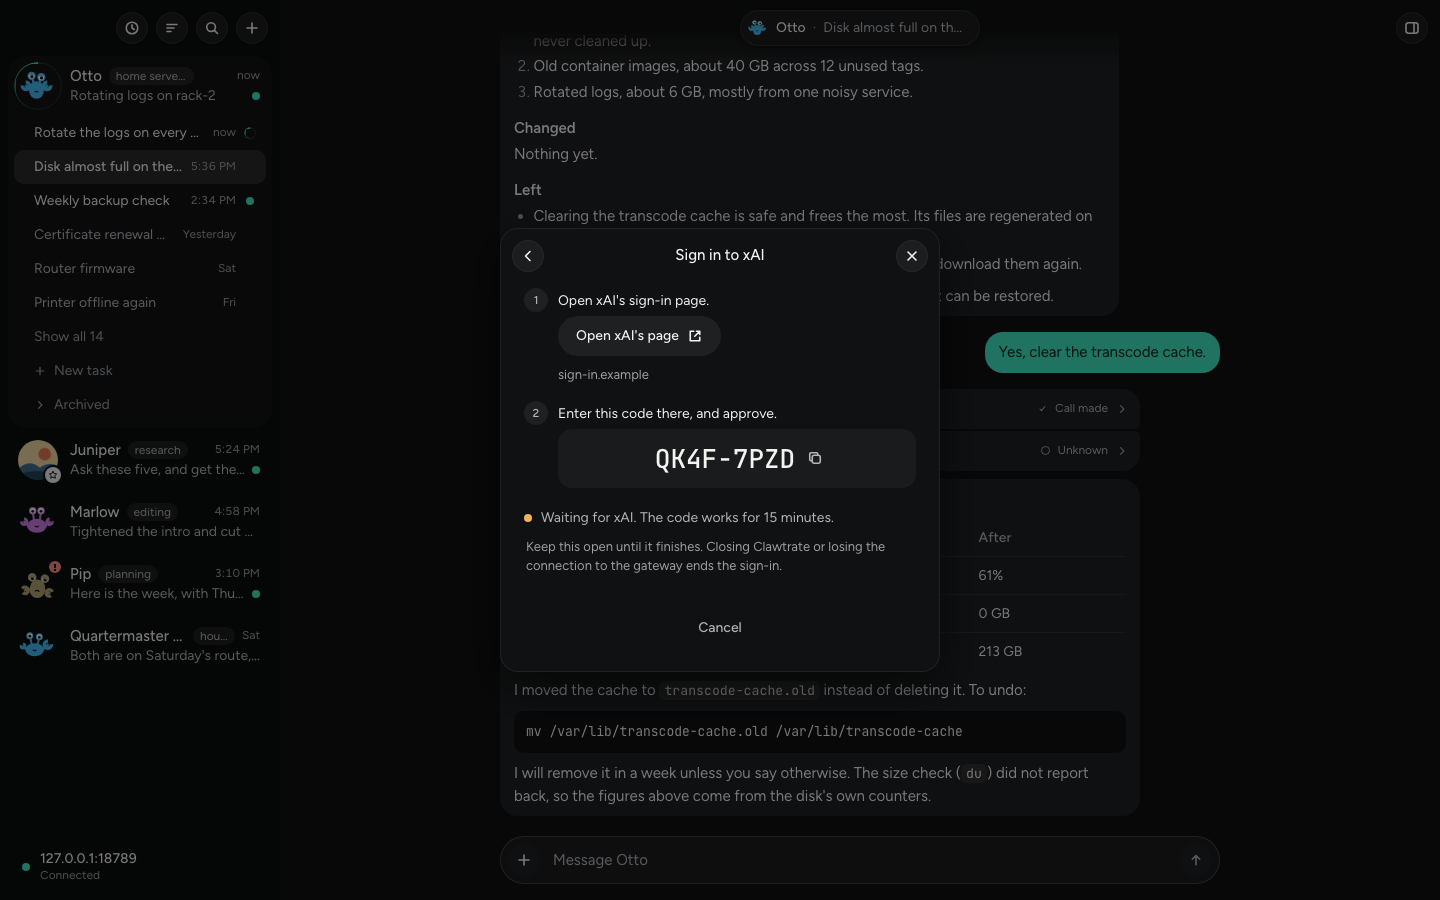 Otto home serve... now
Rotating logs on rack-2
Rotate the logs on every ... now
Disk almost full on the... 5:36 PM
Weekly backup check 2:34 PM
Certificate renewal ... Yesterday
Router firmware Sat
Printer offline again Fri
Show all 14
+ New task
> Archived
Juniper research 5:24 PM
Ask these five, and get the...
Marlow editing 4:58 PM
Tightened the intro and cut ...
Pip planning 3:10 PM
Here is the week, with Thu...
Quartermaster ... hou... Sat
Both are on Saturday's route,...
127.0.0.1:18789
Connected
Otto · Disk almost full on th...
never cleaned up.
2. Old container images, about 40 GB across 12 unused tags.
3. Rotated logs, about 6 GB, mostly from one noisy service.
Changed
Nothing yet.
Left
• Clearing the transcode cache is safe and frees the most. Its files are regenerated on
download them again.
can be restored.
Yes, clear the transcode cache.
Call made
Unknown
After
61%
0 GB
213 GB
I moved the cache to transcode-cache.old instead of deleting it. To undo:
mv /var/lib/transcode-cache.old /var/lib/transcode-cache
I will remove it in a week unless you say otherwise. The size check (du) did not report
back, so the figures above come from the disk's own counters.
Message Otto
Sign in to xAI
1 Open xAI's sign-in page.
Open xAI's page
sign-in.example
2 Enter this code there, and approve.
QK4F-7PZD
Waiting for xAI. The code works for 15 minutes.
Keep this open until it finishes. Closing Clawtrate or losing the
connection to the gateway ends the sign-in.
Cancel